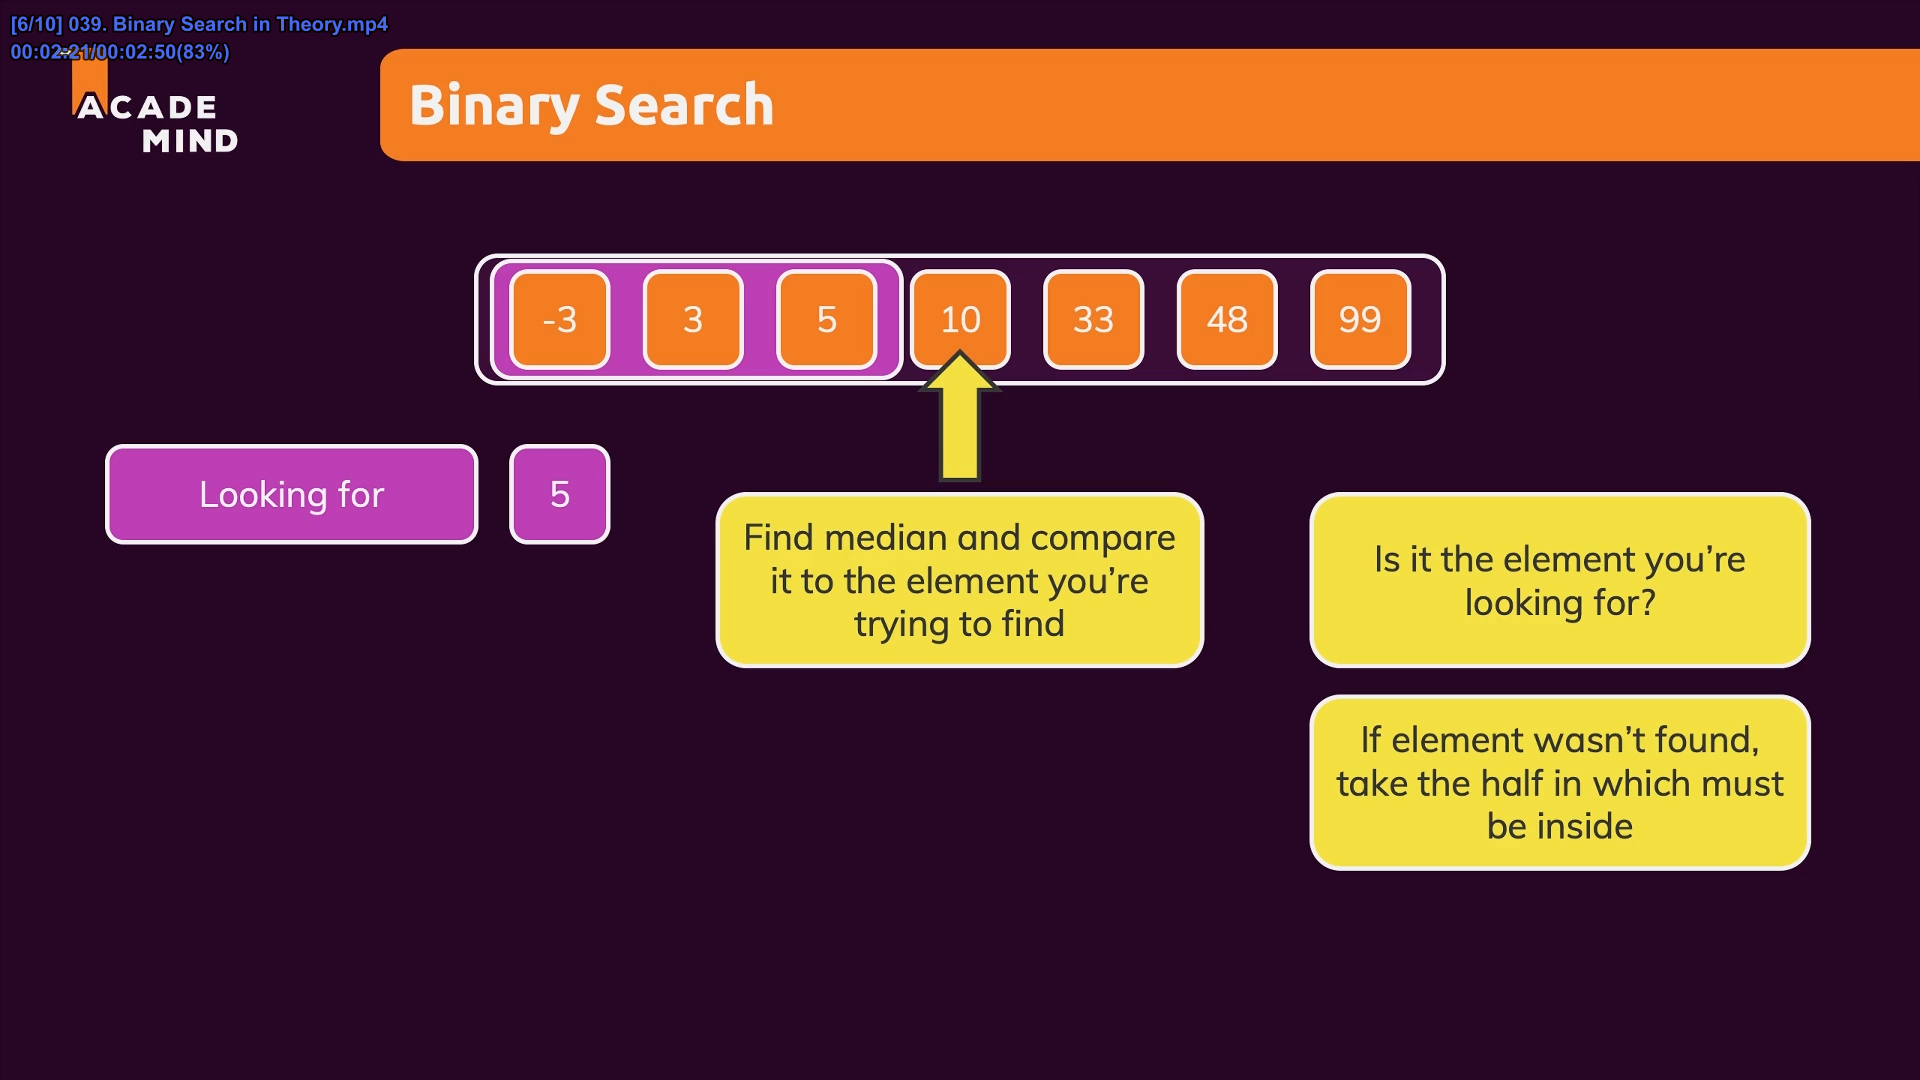 [6/10] 039. Binary Search in Theory.mp4
00:02:21/00:02:50(83%)
ACADE
MIND
Binary Search
-3 3 5 10 33 48 99
Looking for 5
Find median and compare
it to the element you’re
trying to find
Is it the element you’re
looking for?
If element wasn’t found,
take the half in which must
be inside